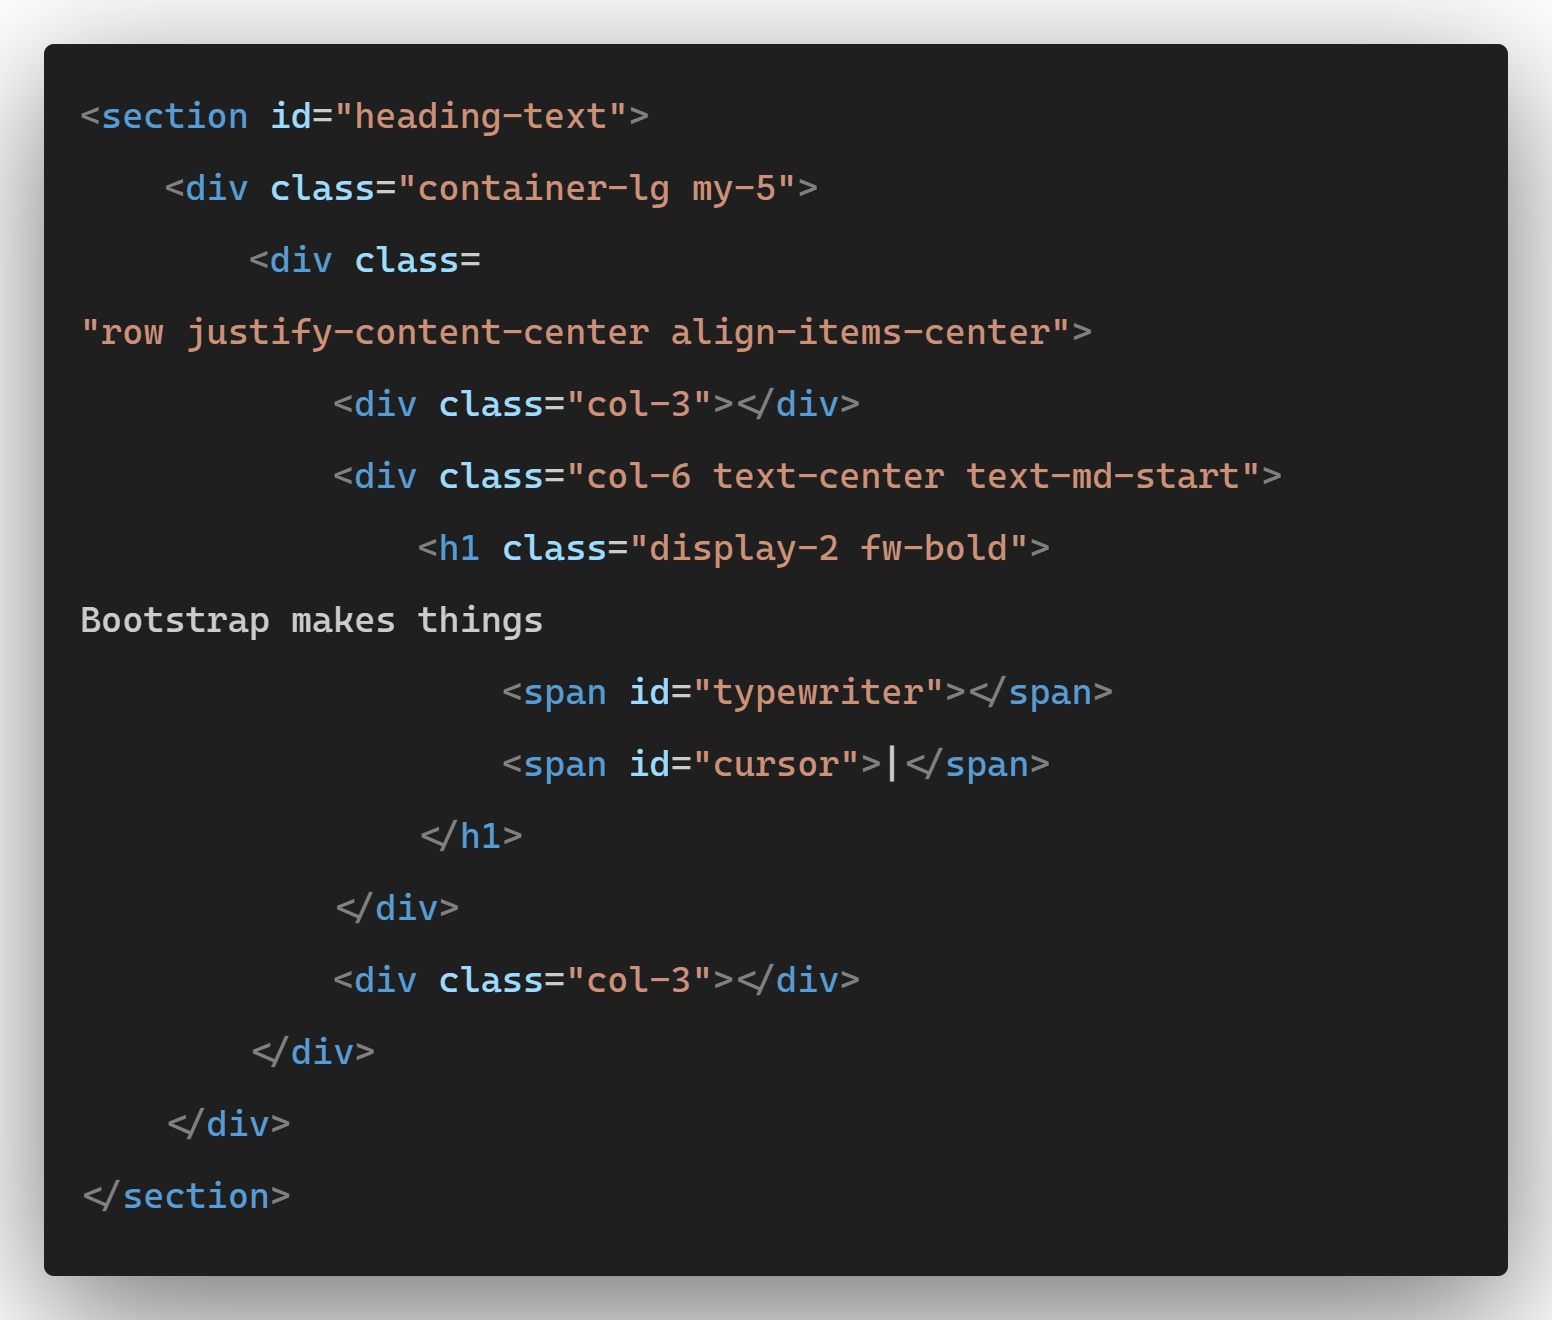 <section id="heading-text">
    <div class="container-lg my-5">
        <div class=
"row justify-content-center align-items-center">
            <div class="col-3"></div>
            <div class="col-6 text-center text-md-start">
                <h1 class="display-2 fw-bold">
Bootstrap makes things
                    <span id="typewriter"></span>
                    <span id="cursor">|</span>
                </h1>
            </div>
            <div class="col-3"></div>
        </div>
    </div>
</section>